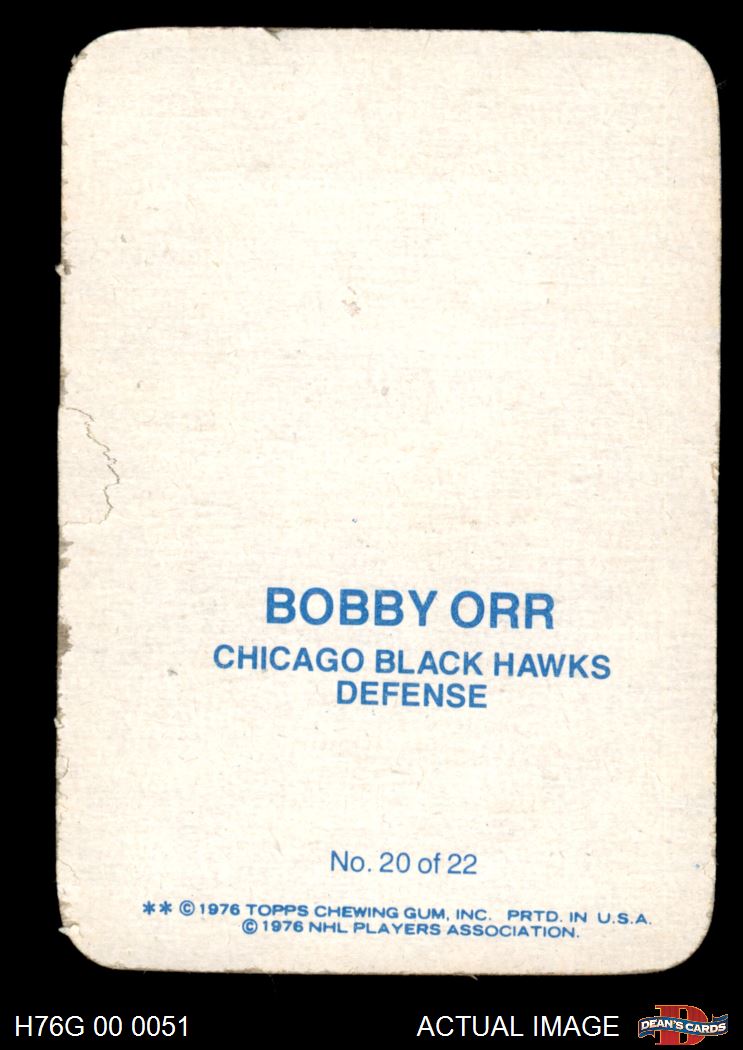 BOBBY ORR
CHICAGO BLACK HAWKS
DEFENSE
No. 20 of 22
** © 1976 TOPPS CHEWING GUM, INC. PRTD. IN U.S.A.
© 1976 NHL PLAYERS ASSOCIATION.
H76G 00 0051
ACTUAL IMAGE
D
DEAN'S CARDS